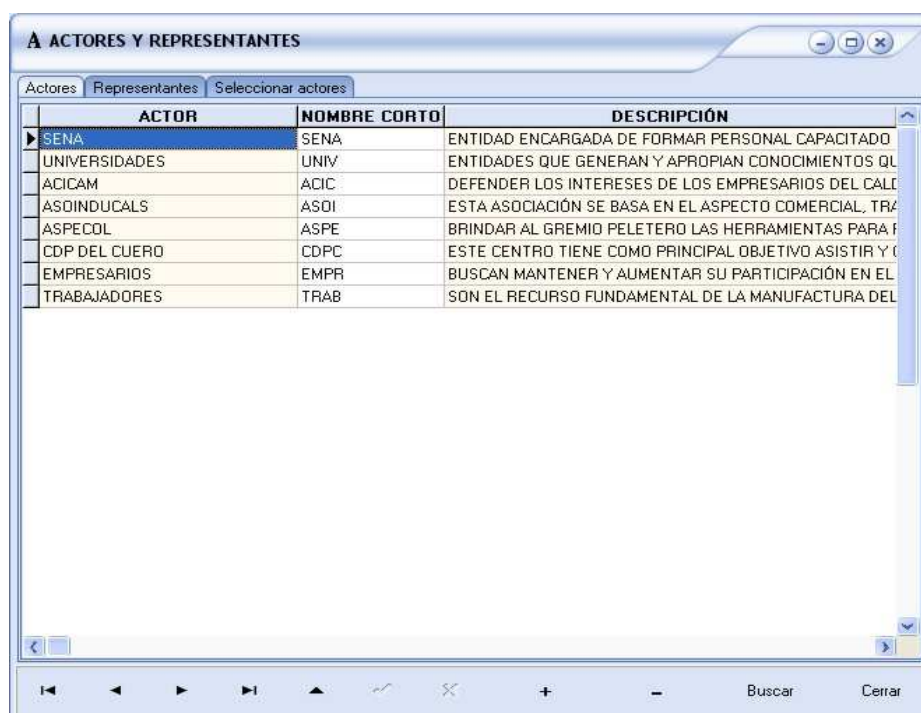 A ACTORES Y REPRESENTANTES
Actores Representantes Seleccionar actores
ACTOR NOMBRE CORTO DESCRIPCIÓN
SENA SENA ENTIDAD ENCARGADA DE FORMAR PERSONAL CAPACITADO
UNIVERSIDADES UNIV ENTIDADES QUE GENERAN Y APROPIAN CONOCIMIENTOS
ACICAM ACIC DEFENDER LOS INTERESES DE LOS EMPRESARIOS DEL
ASOINDUCALS ASOI ESTA ASOCIACIÓN SE BASA EN EL ASPECTO COMERCIAL,
ASPECOL ASPE BRINDAR AL GREMIO PELETERO LAS HERRAMIENTAS PARA
CDP DEL CUERO CDPC ESTE CENTRO TIENE COMO PRINCIPAL OBJETIVO ASISTIR Y
EMPRESARIOS EMPR BUSCAN MANTENER Y AUMENTAR SU PARTICIPACIÓN EN EL
TRABAJADORES TRAB SON EL RECURSO FUNDAMENTAL DE LA MANUFACTURA DEL
+ - Buscar Cerrar